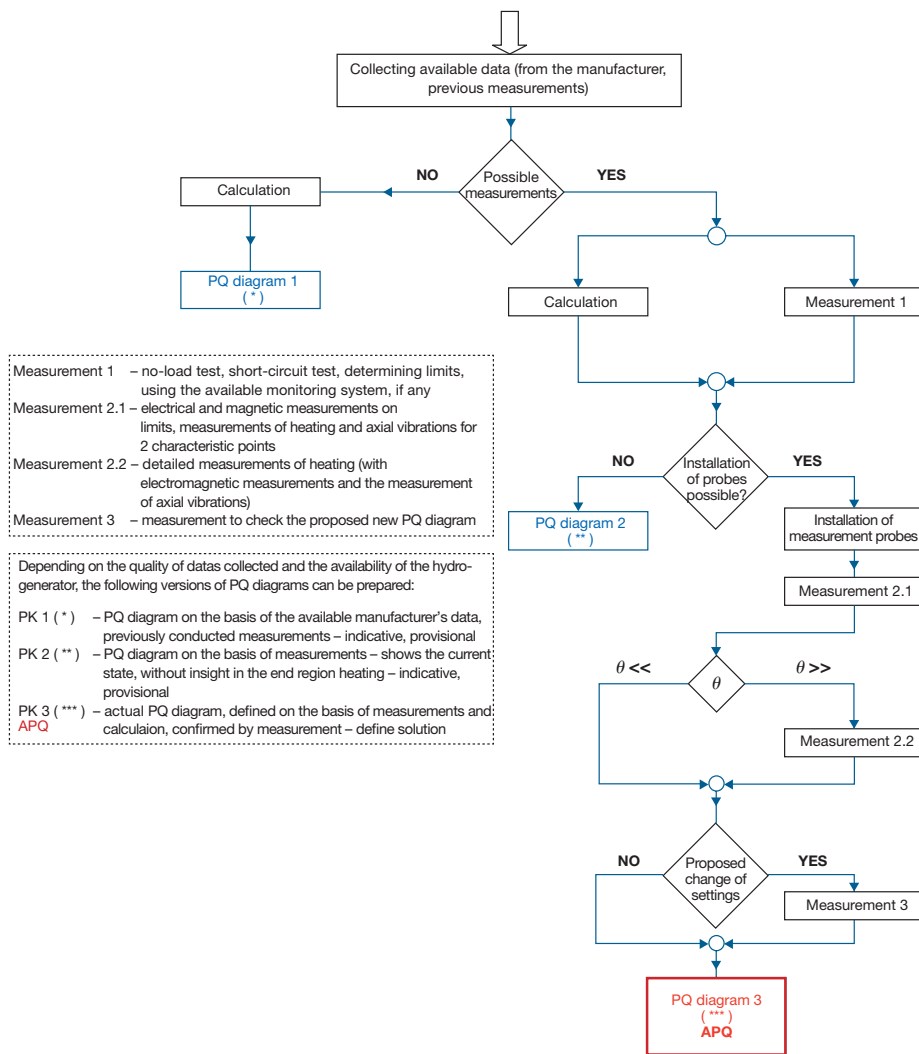 Collecting available data (from the manufacturer,
previous measurements)
Possible
measurements
NO
YES
Calculation
PQ diagram 1
( * )
Calculation
Measurement 1
Measurement 1 – no-load test, short-circuit test, determining limits,
using the available monitoring system, if any
Measurement 2.1 – electrical and magnetic measurements on
limits, measurements of heating and axial vibrations for
2 characteristic points
Measurement 2.2 – detailed measurements of heating (with
electromagnetic measurements and the measurement
of axial vibrations)
Measurement 3 – measurement to check the proposed new PQ diagram
Installation
of probes
possible?
NO
YES
PQ diagram 2
( ** )
Installation of
measurement probes
Measurement 2.1
Depending on the quality of datas collected and the availability of the hydro-
generator, the following versions of PQ diagrams can be prepared:
PK 1 ( * ) – PQ diagram on the basis of the available manufacturer's data,
previously conducted measurements – indicative, provisional
PK 2 ( ** ) – PQ diagram on the basis of measurements – shows the current
state, without insight in the end region heating – indicative,
provisional
PK 3 ( *** ) – actual PQ diagram, defined on the basis of measurements and
APQ calculaion, confirmed by measurement – define solution
θ <<
θ
θ >>
Measurement 2.2
Proposed
change of
settings
NO
YES
Measurement 3
PQ diagram 3
( *** )
APQ